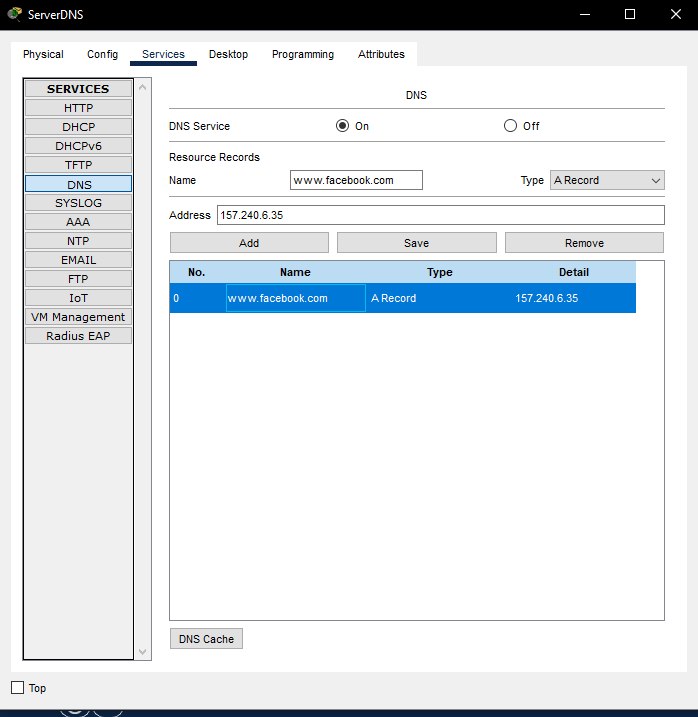 ServerDNS
Physical Config Services Desktop Programming Attributes
SERVICES
HTTP
DHCP
DHCPv6
TFTP
DNS
SYSLOG
AAA
NTP
EMAIL
FTP
IoT
VM Management
Radius EAP
DNS
DNS Service On Off
Resource Records
Name www.facebook.com Type A Record
Address 157.240.6.35
Add Save Remove
No. Name Type Detail
0 www.facebook.com A Record 157.240.6.35
DNS Cache
Top